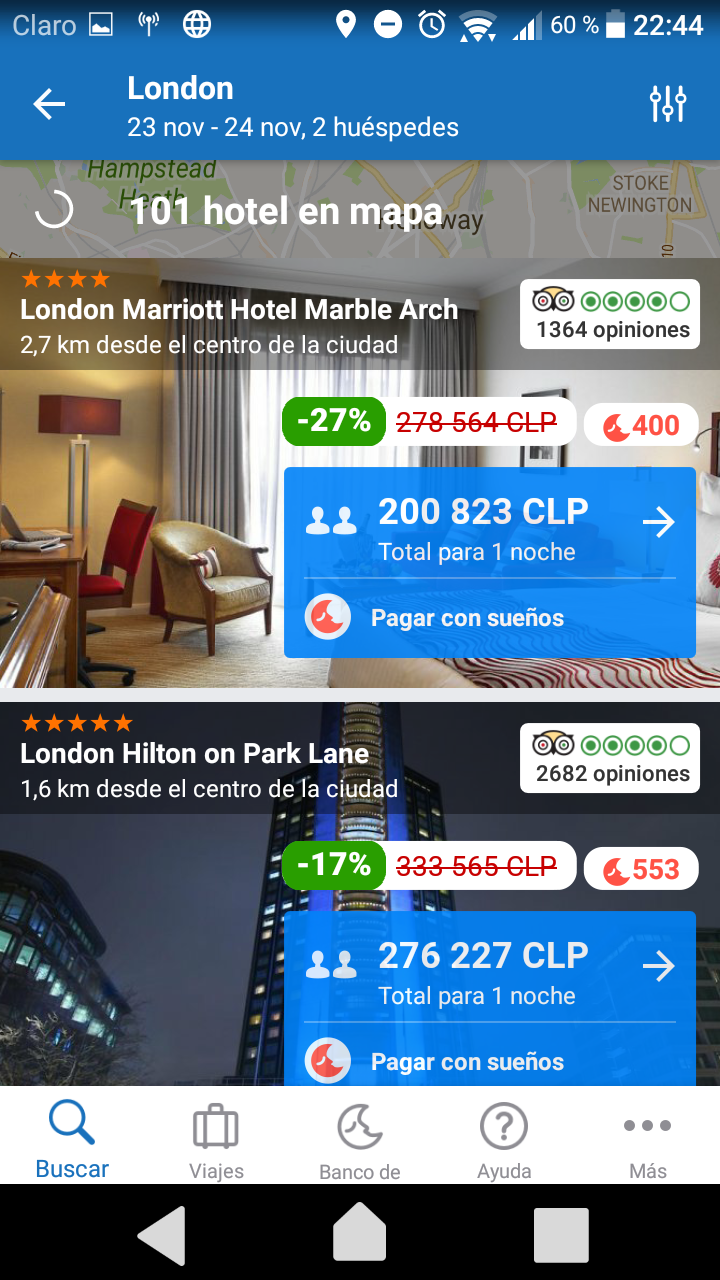 Claro 60 % 22:44
London
23 nov - 24 nov, 2 huéspedes
Hampstead
Heath
STOKE
NEWINGTON
101 hotel en mapa
Holloway
10
London Marriott Hotel Marble Arch
2,7 km desde el centro de la ciudad
1364 opiniones
-27% 278 564 CLP 400
200 823 CLP
Total para 1 noche
Pagar con sueños
London Hilton on Park Lane
1,6 km desde el centro de la ciudad
2682 opiniones
-17% 333 565 CLP 553
276 227 CLP
Total para 1 noche
Pagar con sueños
Buscar Viajes Banco de Ayuda Más